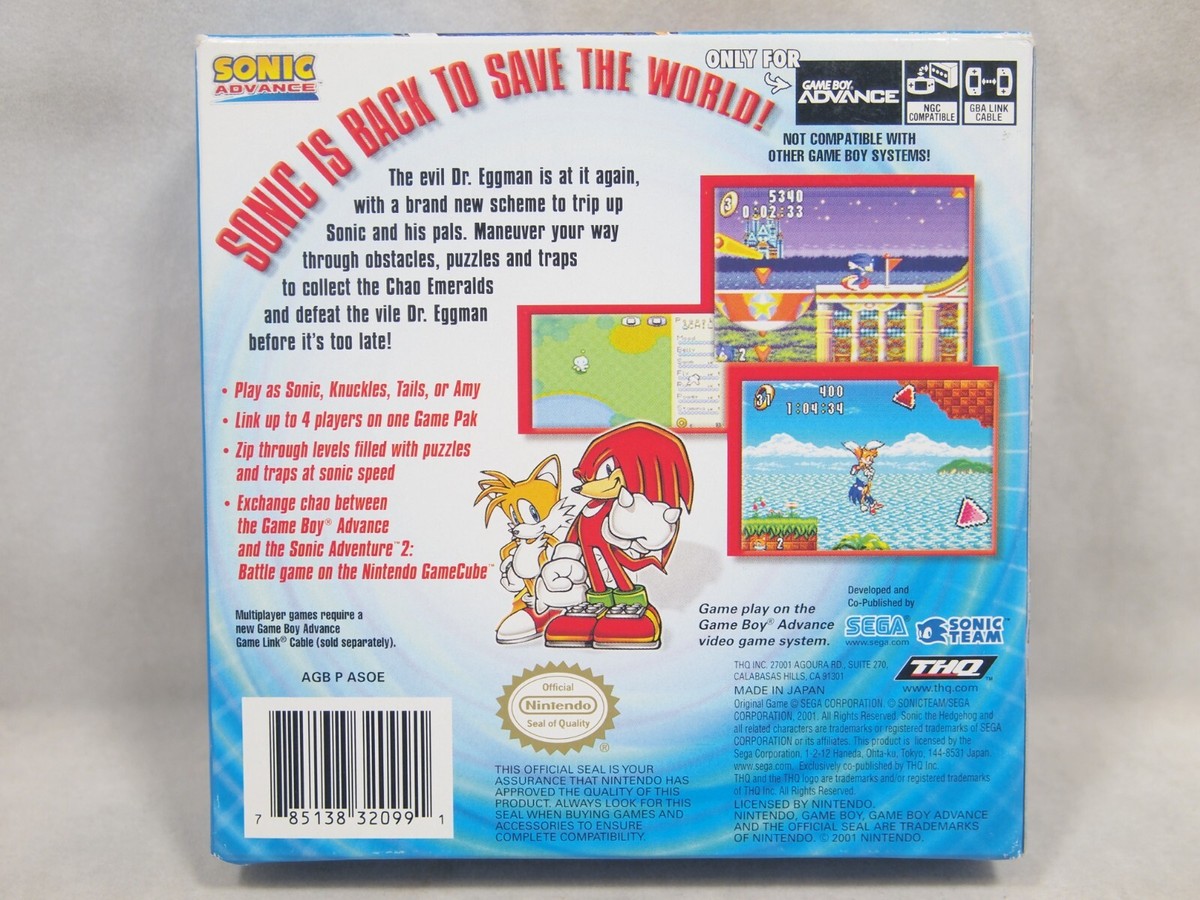 SONIC
ADVANCE
SONIC IS BACK TO SAVE THE WORLD!
ONLY FOR
GAME BOY
ADVANCE
NGC
COMPATIBLE
GBA LINK
CABLE
NOT COMPATIBLE WITH
OTHER GAME BOY SYSTEMS!
The evil Dr. Eggman is at it again,
with a brand new scheme to trip up
Sonic and his pals. Maneuver your way
through obstacles, puzzles and traps
to collect the Chao Emeralds
and defeat the vile Dr. Eggman
before it's too late!
3
5340
0:02:33
2
31
400
1:04:34
2
• Play as Sonic, Knuckles, Tails, or Amy
• Link up to 4 players on one Game Pak
• Zip through levels filled with puzzles
and traps at sonic speed
• Exchange chao between
the Game Boy® Advance
and the Sonic Adventure™ 2:
Battle game on the Nintendo GameCube™
Multiplayer games require a
new Game Boy Advance
Game Link® Cable (sold separately).
AGB P ASOE
7 85138 32099 1
Official
Nintendo
Seal of Quality
®
THIS OFFICIAL SEAL IS YOUR
ASSURANCE THAT NINTENDO HAS
APPROVED THE QUALITY OF THIS
PRODUCT. ALWAYS LOOK FOR THIS
SEAL WHEN BUYING GAMES AND
ACCESSORIES TO ENSURE
COMPLETE COMPATIBILITY.
Game play on the
Game Boy® Advance
video game system.
Developed and
Co-Published by
SEGA
www.sega.com
SONIC
TEAM™
THQ INC. 27001 AGOURA RD., SUITE 270,
CALABASAS HILLS, CA 91301
THQ™
www.thq.com
MADE IN JAPAN
Original Game © SEGA CORPORATION. © SONICTEAM/SEGA
CORPORATION, 2001. All Rights Reserved. Sonic the Hedgehog and
all related characters are trademarks or registered trademarks of SEGA
CORPORATION or its affiliates. This product is licensed by the
Sega Corporation, 1-2-12 Haneda, Ohta-ku, Tokyo, 144-8531 Japan.
www.sega.com. Exclusively co-published by THQ Inc.
THQ and the THQ logo are trademarks and/or registered trademarks
of THQ Inc. All Rights Reserved.
LICENSED BY NINTENDO.
NINTENDO, GAME BOY, GAME BOY ADVANCE
AND THE OFFICIAL SEAL ARE TRADEMARKS
OF NINTENDO. © 2001 NINTENDO.